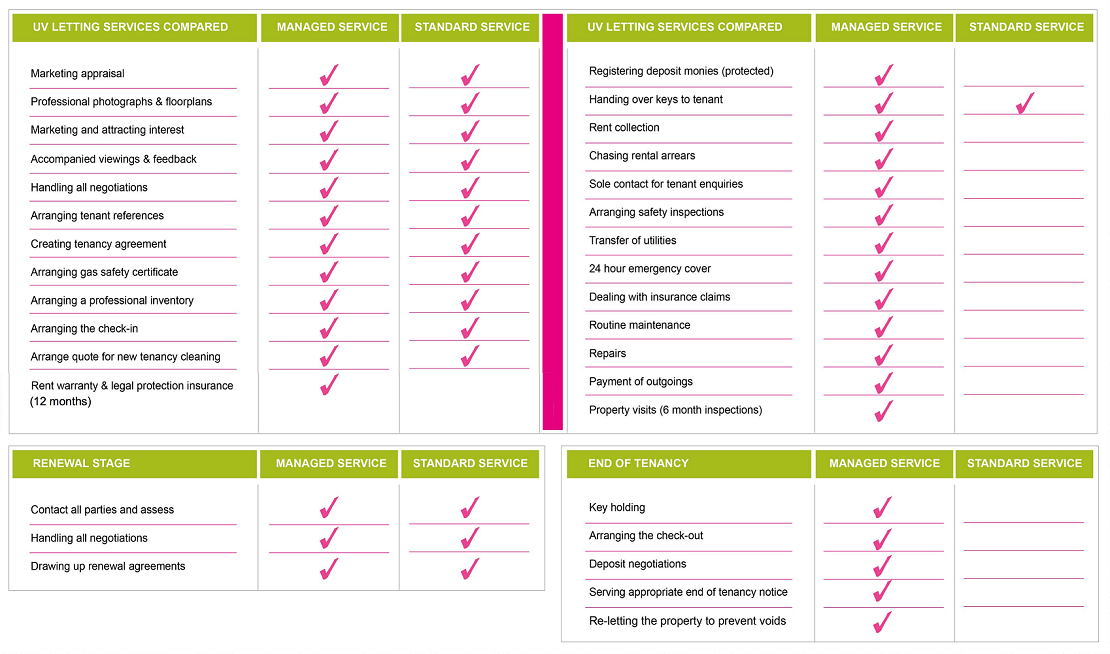 UV LETTING SERVICES COMPARED MANAGED SERVICE STANDARD SERVICE
Marketing appraisal ✓ ✓
Professional photographs & floorplans ✓ ✓
Marketing and attracting interest ✓ ✓
Accompanied viewings & feedback ✓ ✓
Handling all negotiations ✓ ✓
Arranging tenant references ✓ ✓
Creating tenancy agreement ✓ ✓
Arranging gas safety certificate ✓ ✓
Arranging a professional inventory ✓ ✓
Arranging the check-in ✓ ✓
Arrange quote for new tenancy cleaning ✓ ✓
Rent warranty & legal protection insurance ✓
(12 months)
UV LETTING SERVICES COMPARED MANAGED SERVICE STANDARD SERVICE
Registering deposit monies (protected) ✓
Handing over keys to tenant ✓ ✓
Rent collection ✓
Chasing rental arrears ✓
Sole contact for tenant enquiries ✓
Arranging safety inspections ✓
Transfer of utilities ✓
24 hour emergency cover ✓
Dealing with insurance claims ✓
Routine maintenance ✓
Repairs ✓
Payment of outgoings ✓
Property visits (6 month inspections) ✓
RENEWAL STAGE MANAGED SERVICE STANDARD SERVICE
Contact all parties and assess ✓ ✓
Handling all negotiations ✓ ✓
Drawing up renewal agreements ✓ ✓
END OF TENANCY MANAGED SERVICE STANDARD SERVICE
Key holding ✓
Arranging the check-out ✓
Deposit negotiations ✓
Serving appropriate end of tenancy notice ✓
Re-letting the property to prevent voids ✓